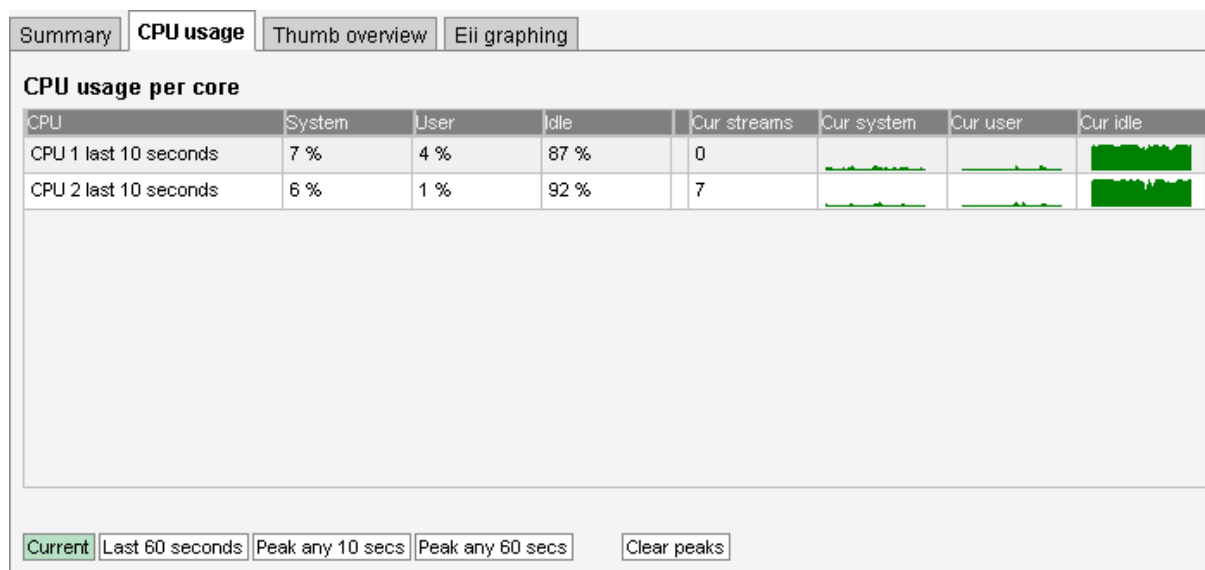 Summary CPU usage Thumb overview Eii graphing
CPU usage per core
CPU System User Idle Cur streams Cur system Cur user Cur idle
CPU 1 last 10 seconds 7 % 4 % 87 % 0
CPU 2 last 10 seconds 6 % 1 % 92 % 7
Current Last 60 seconds Peak any 10 secs Peak any 60 secs Clear peaks